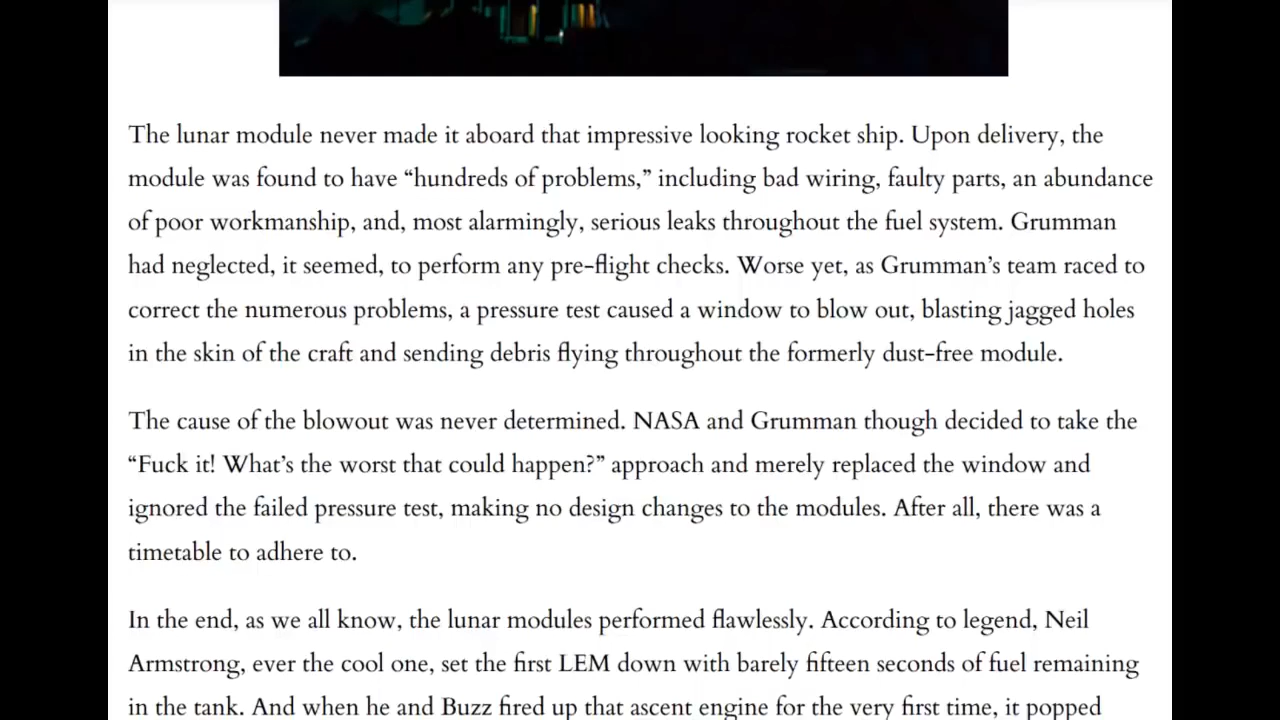 The lunar module never made it aboard that impressive looking rocket ship. Upon delivery, the
module was found to have “hundreds of problems,” including bad wiring, faulty parts, an abundance
of poor workmanship, and, most alarmingly, serious leaks throughout the fuel system. Grumman
had neglected, it seemed, to perform any pre-flight checks. Worse yet, as Grumman’s team raced to
correct the numerous problems, a pressure test caused a window to blow out, blasting jagged holes
in the skin of the craft and sending debris flying throughout the formerly dust-free module.
The cause of the blowout was never determined. NASA and Grumman though decided to take the
“Fuck it! What’s the worst that could happen?” approach and merely replaced the window and
ignored the failed pressure test, making no design changes to the modules. After all, there was a
timetable to adhere to.
In the end, as we all know, the lunar modules performed flawlessly. According to legend, Neil
Armstrong, ever the cool one, set the first LEM down with barely fifteen seconds of fuel remaining
in the tank. And when he and Buzz fired up that ascent engine for the very first time, it popped